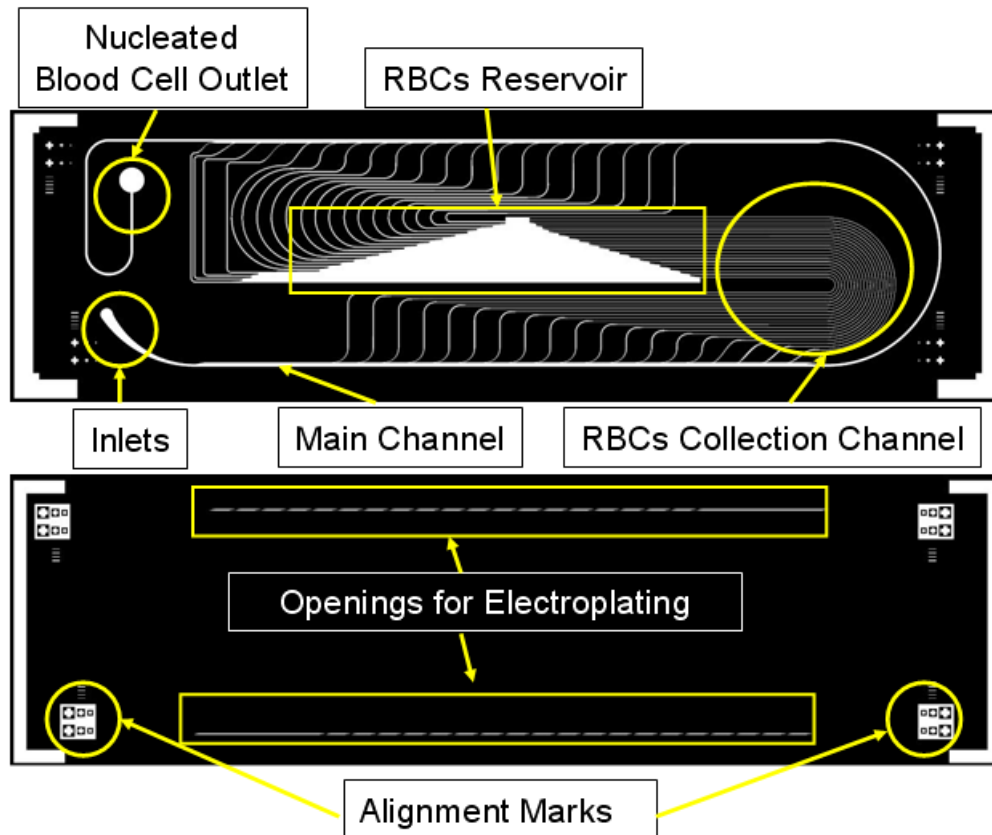 Nucleated
Blood Cell Outlet
RBCs Reservoir
Inlets
Main Channel
RBCs Collection Channel
Openings for Electroplating
Alignment Marks